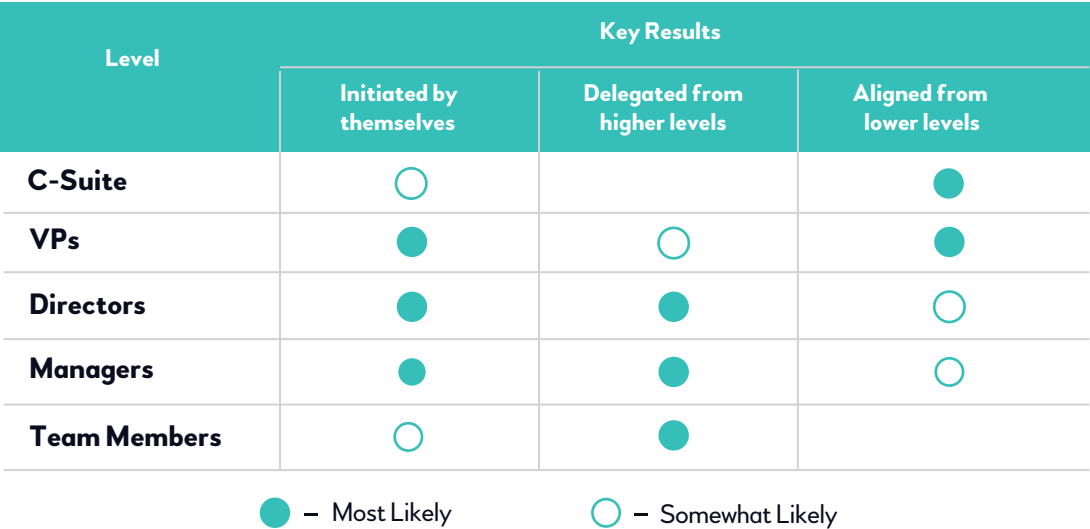 Level
Key Results
Initiated by
themselves
Delegated from
higher levels
Aligned from
lower levels
C-Suite
VPs
Directors
Managers
Team Members
– Most Likely
– Somewhat Likely